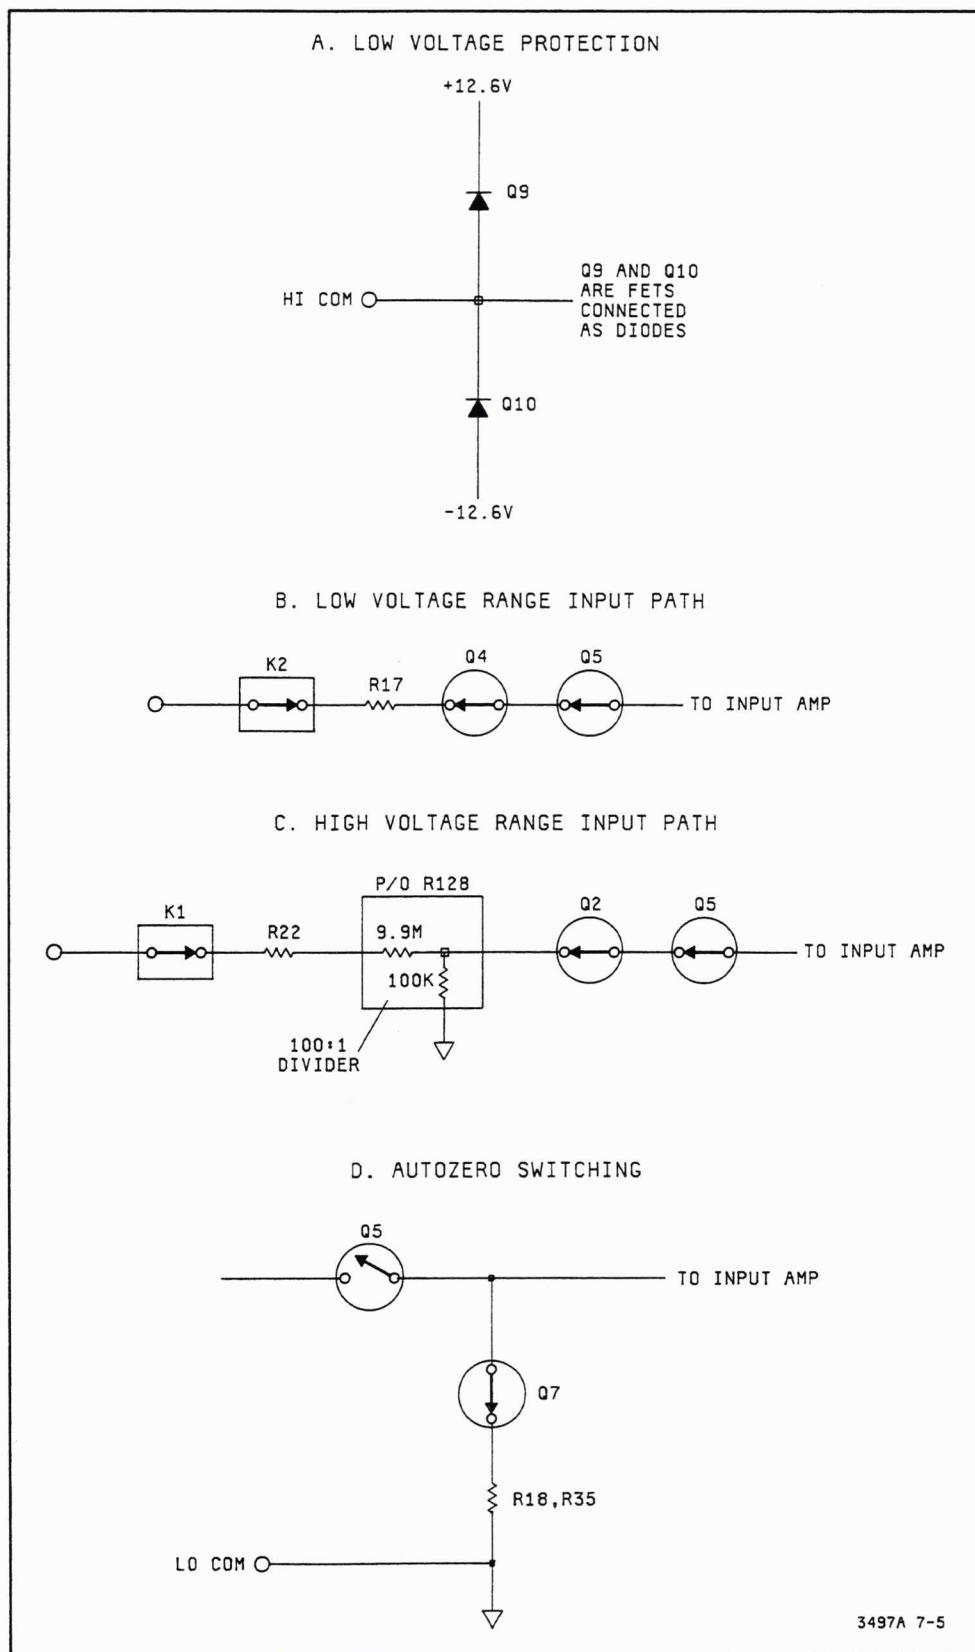 A. LOW VOLTAGE PROTECTION
+12.6V
Q9
HI COM
Q9 AND Q10
ARE FETS
CONNECTED
AS DIODES
Q10
-12.6V
B. LOW VOLTAGE RANGE INPUT PATH
K2
R17
Q4
Q5
TO INPUT AMP
C. HIGH VOLTAGE RANGE INPUT PATH
P/O R128
K1
R22
9.9M
100K
Q2
Q5
TO INPUT AMP
100:1
DIVIDER
D. AUTOZERO SWITCHING
Q5
TO INPUT AMP
Q7
R18,R35
LO COM
3497A 7-5